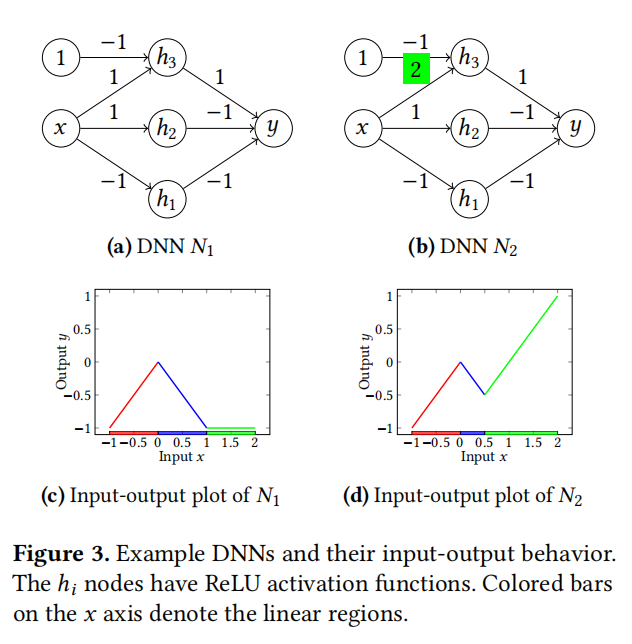 −1
−1
1
h3
1
h3
1
1
2
1
x
1
h2
−1
y
x
1
h2
−1
y
−1
h1
−1
−1
h1
−1
(a) DNN N1
(b) DNN N2
1
0.5
0
−0.5
−1
Output y
−1 −0.5 0 0.5 1 1.5 2
Input x
1
0.5
0
−0.5
−1
Output y
−1 −0.5 0 0.5 1 1.5 2
Input x
(c) Input-output plot of N1
(d) Input-output plot of N2
Figure 3. Example DNNs and their input-output behavior.
The hi nodes have ReLU activation functions. Colored bars
on the x axis denote the linear regions.